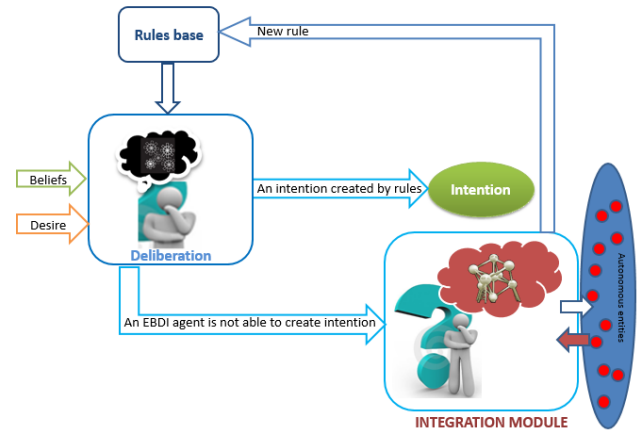 Rules base
New rule
Beliefs
An intention created by rules
Intention
Desire
Deliberation
Autonomous entities
An EBDI agent is not able to create intention
INTEGRATION MODULE